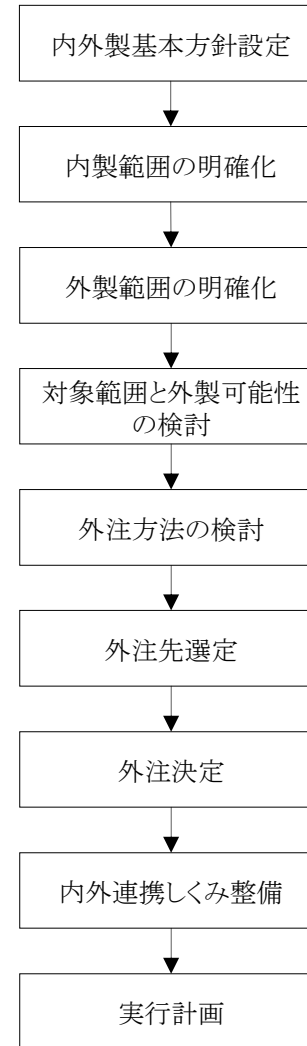 内外製基本方針設定
内製範囲の明確化
外製範囲の明確化
対象範囲と外製可能性
の検討
外注方法の検討
外注先選定
外注決定
内外連携しくみ整備
実行計画